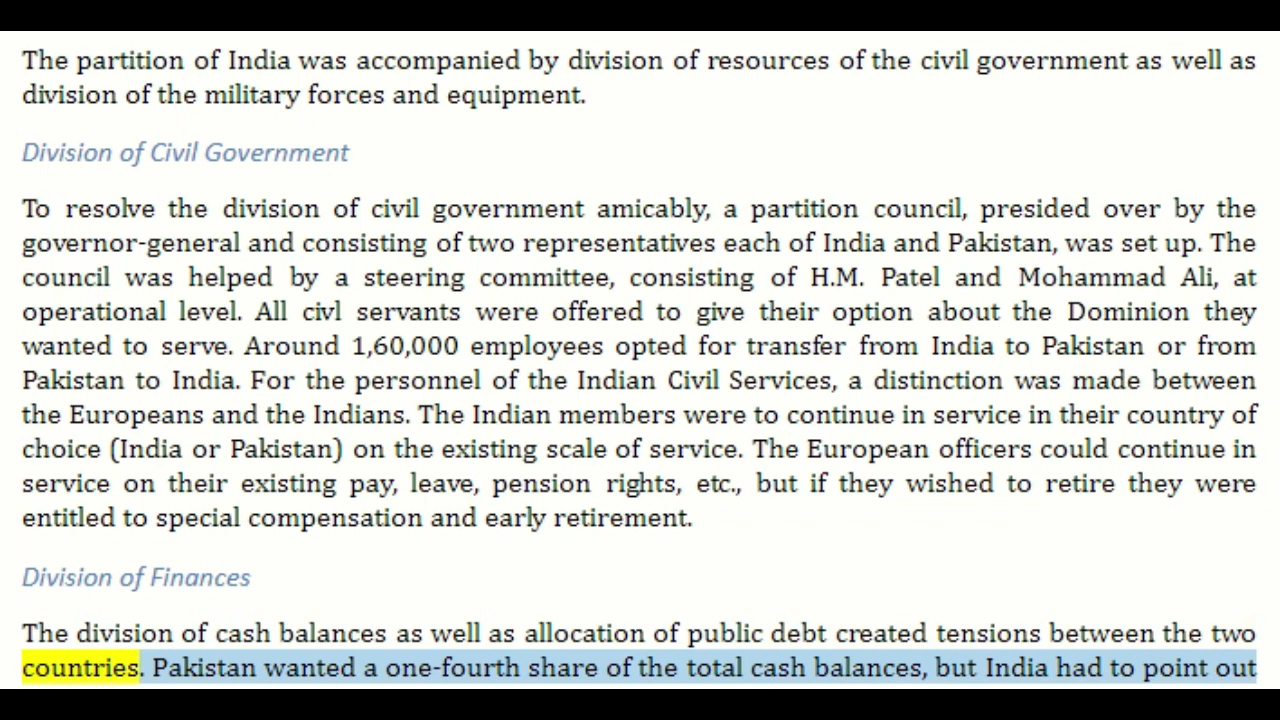 The partition of India was accompanied by division of resources of the civil government as well as
division of the military forces and equipment.
Division of Civil Government
To resolve the division of civil government amicably, a partition council, presided over by the
governor-general and consisting of two representatives each of India and Pakistan, was set up. The
council was helped by a steering committee, consisting of H.M. Patel and Mohammad Ali, at
operational level. All civl servants were offered to give their option about the Dominion they
wanted to serve. Around 1,60,000 employees opted for transfer from India to Pakistan or from
Pakistan to India. For the personnel of the Indian Civil Services, a distinction was made between
the Europeans and the Indians. The Indian members were to continue in service in their country of
choice (India or Pakistan) on the existing scale of service. The European officers could continue in
service on their existing pay, leave, pension rights, etc., but if they wished to retire they were
entitled to special compensation and early retirement.
Division of Finances
The division of cash balances as well as allocation of public debt created tensions between the two
countries. Pakistan wanted a one-fourth share of the total cash balances, but India had to point out